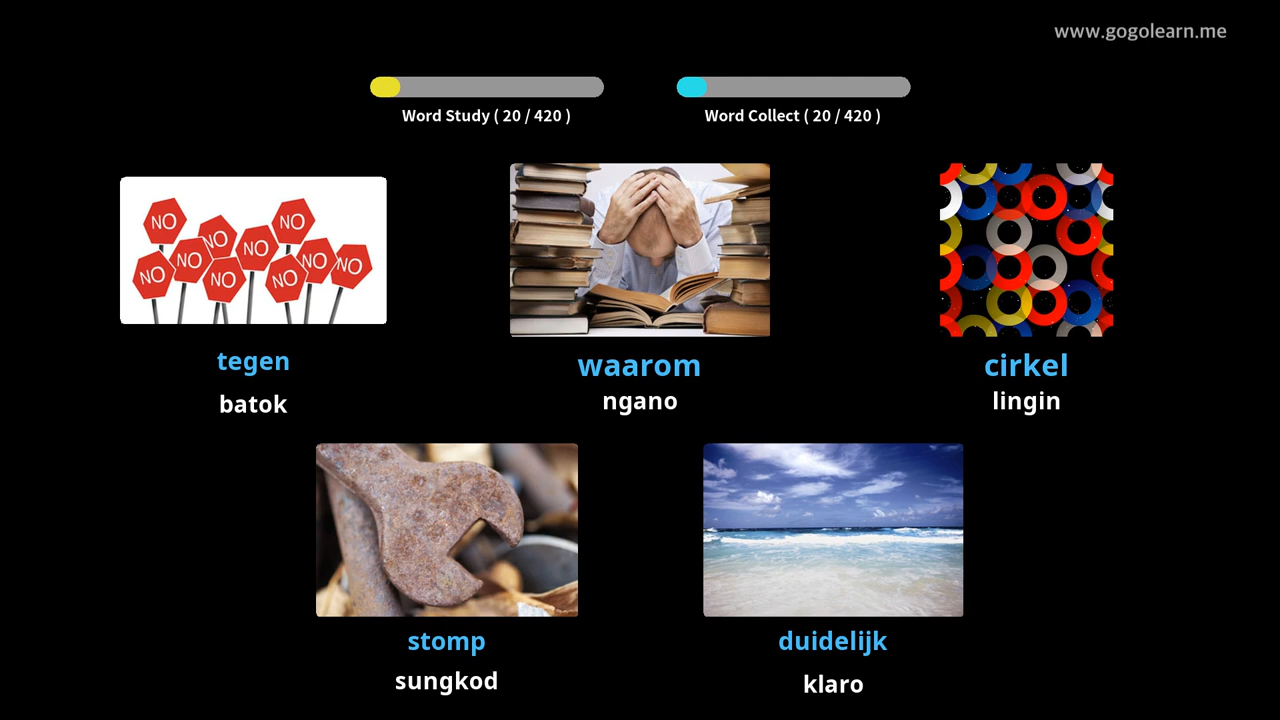 www.gogolearn.me
Word Study ( 20 / 420 )
Word Collect ( 20 / 420 )
NO
NO
NO
NO
NO
NO
NO
NO
NO
NO
tegen
batok
waarom
ngano
cirkel
lingin
stomp
sungkod
duidelijk
klaro